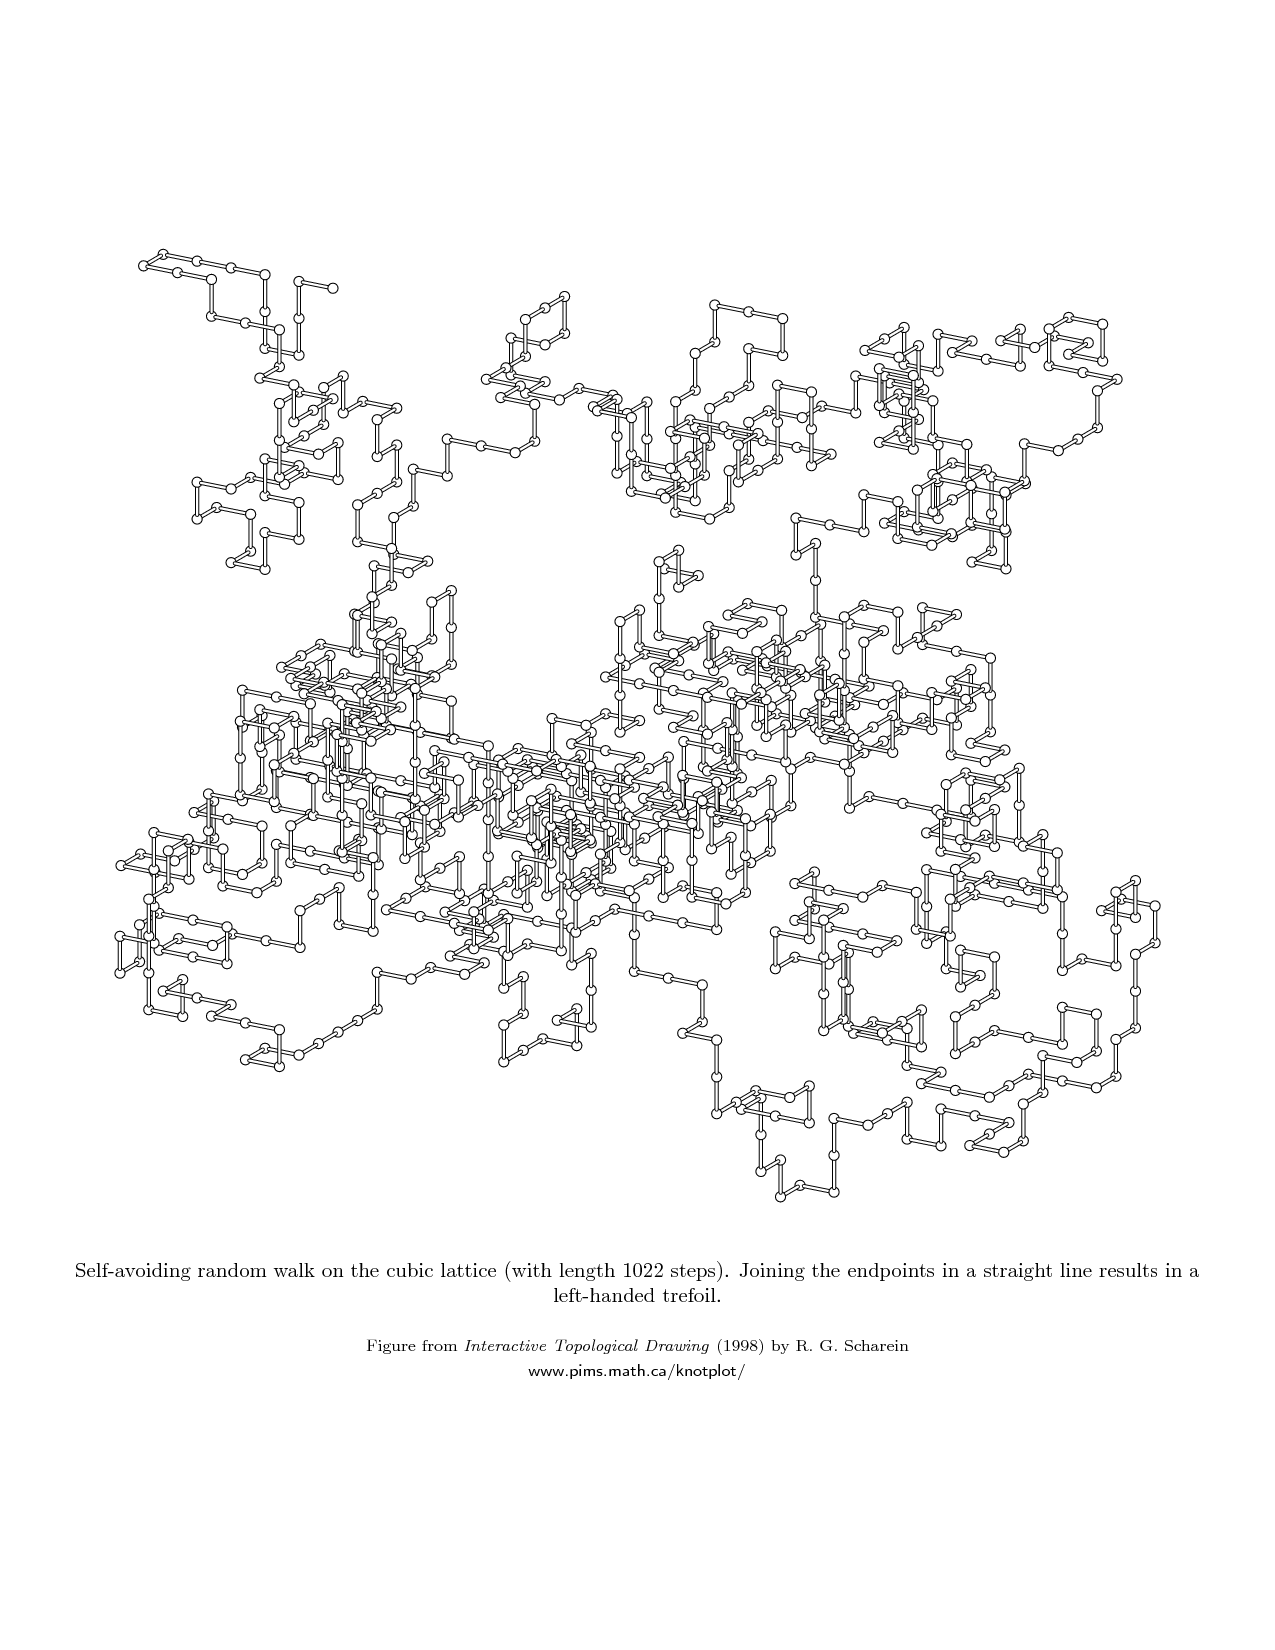 Self-avoiding random walk on the cubic lattice (with length 1022 steps). Joining the endpoints in a straight line results in a
left-handed trefoil.
Figure from Interactive Topological Drawing (1998) by R. G. Scharein
www.pims.math.ca/knotplot/